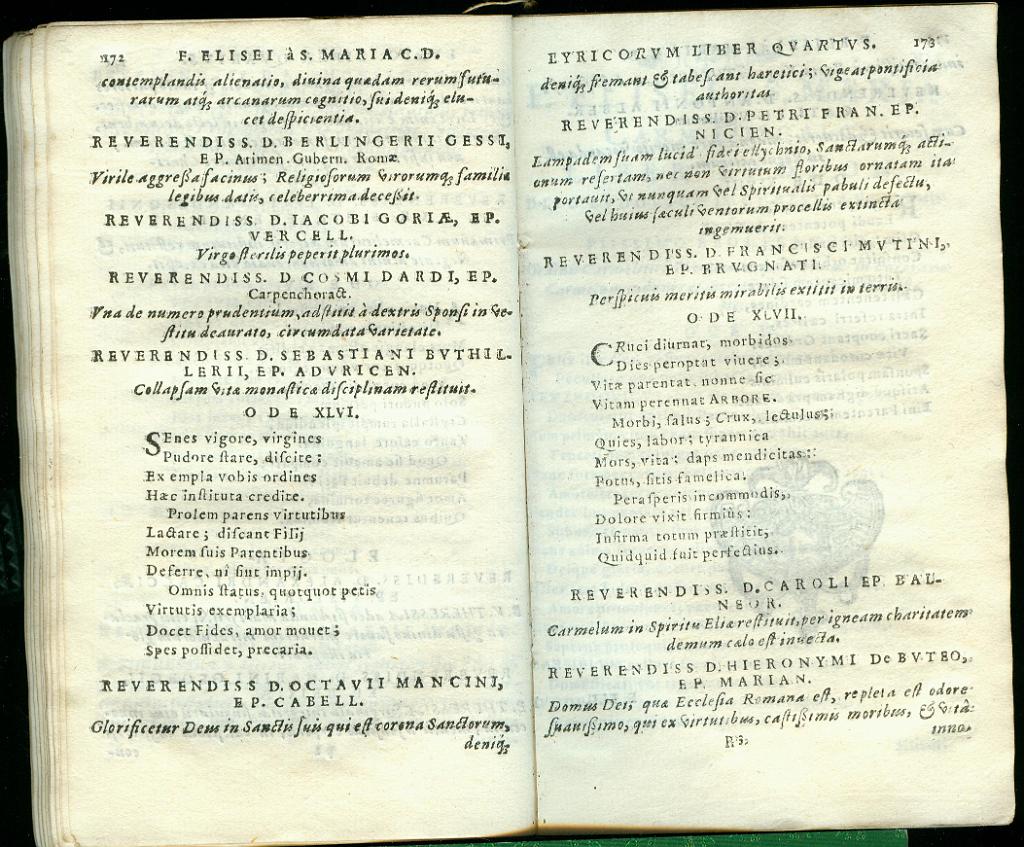 172 F. ELISEI à S. MARIA C. D.
contemplandis alienatio, diuina quædam rerum futu-
rarum atq; arcanarum cognitio, sui deniq; elu-
cet despicientia.
REVERENDISS. D. BERLINGERII GESSI,
EP. Arimen. Gubern. Romæ.
Virile aggressa facinus; Religiosorum virorumq; familiæ
legibus datis, celeberrima decessit.
REVERENDISS. D. IACOBI GORIÆ, EP.
VERCELL.
Virgo sterilis peperit plurimos.
REVERENDISS. D COSMI DARDI, EP.
Carpenchoract.
Vna de numero prudentium, adstitit à dextris Sponsi in ve-
stitu deaurato, circumdata varietate.
REVERENDISS. D. SEBASTIANI BVTHIL-
LERII, EP. ADVRICEN.
Collapsam vitæ monasticæ disciplinam restituit.
ODE XLVI.
SEnes vigore, virgines
Pudore stare, discite:
Exempla vobis ordines
Hæc instituta credite.
Prolem parens virtutibus
Lactare; discant Filij
Morem suis Parentibus
Deferre, ni sint impij.
Omnis status, quotquot petis
Virtutis exemplaria;
Docet Fides, amor mouet;
Spes possidet, precaria.
REVERENDISS D. OCTAVII MANCINI,
EP. CABELL.
Glorificetur Deus in Sanctis suis qui est corona Sanctorum,
deniq;
LYRICORVM LIBER QVARTVS. 173
deniq; fremant & tabescant hæretici; vigeat pontificia
authoritas
REVERENDISS. D. PETRI FRAN. EP.
NICIEN.
Lampadem suam lucid. fidei ellychnio, Sanctarumq; acti-
onum refertam, nec non virtutum floribus ornatam ita
portauit, vt nunquam vel Spiritualis pabuli defectu,
vel huius sæculi ventorum procellis extincta
ingemuerit.
REVERENDISS. D. FRANCISCI MVTINI,
EP. BRVGNATI.
Perspicuis meritis mirabilis extitit in terris.
ODE XLVII.
CRuci diurnat, morbidos
Dies peroptat viuere;
Vitæ parentat. nonne sic
Vitam perennat ARBORE.
Morbi, salus; Crux, lectulus;
Quies, labor; tyrannica
Mors, vita: daps mendicitas:
Potus, sitis famelica.
Per asperis incommodis,
Dolore vixit firmius:
Infirma totum præstitit,
Quidquid fuit perfectius.
REVERENDISS. D. CAROLI EP. BAL-
NEOR.
Carmelum in Spiritu Eliæ restituit, per igneam charitatem
demum cælo est inuecta.
REVERENDISS D. HIERONYMI De BVTEO,
EP. MARIAN.
Domus Dei; quæ Ecclesia Romana est, repleta est odore
suauissimo, qui ex virtutibus, castissimis moribus, & vitæ
inno-